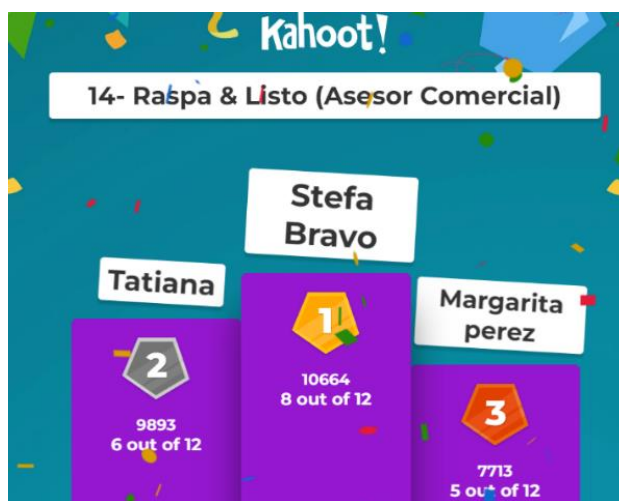 Kahoot!
14- Raspa & Listo (Asesor Comercial)
Stefa
Bravo
Tatiana
Margarita
perez
1
10664
8 out of 12
2
9893
6 out of 12
3
7713
5 out of 12